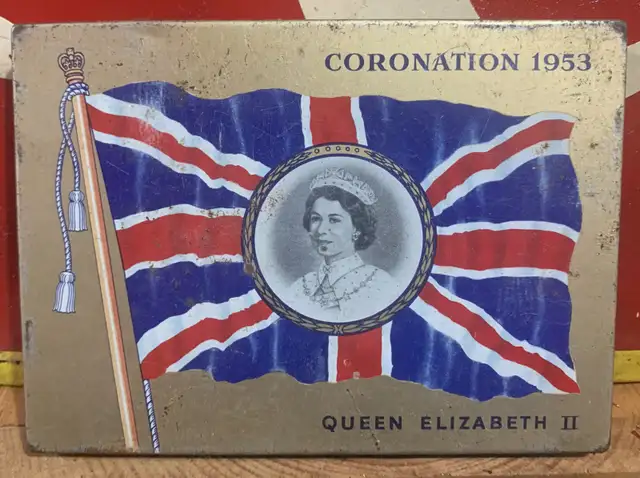 CORONATION 1953
QUEEN ELIZABETH II